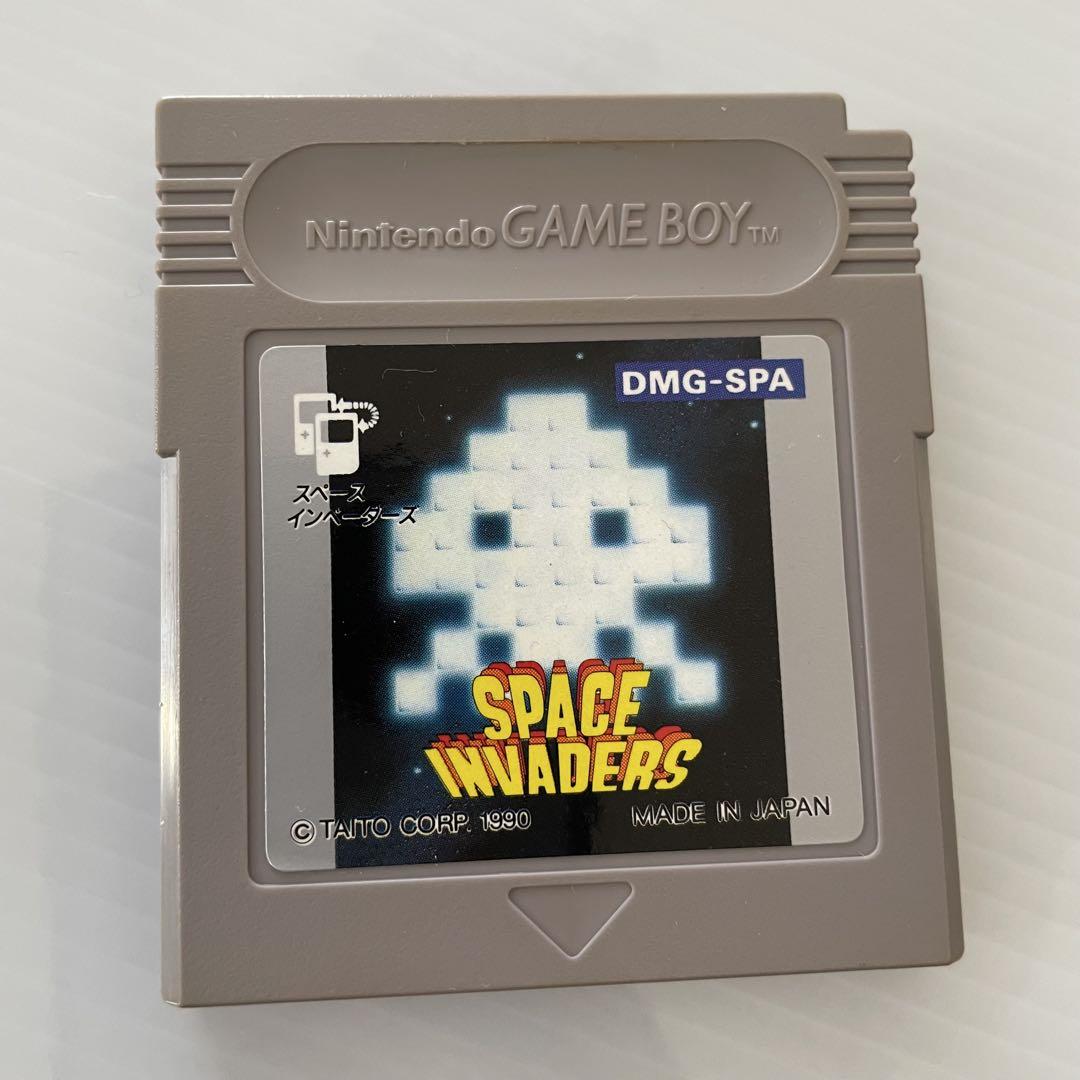 Nintendo GAME BOY™
DMG-SPA
スペース
インベーダーズ
SPACE
INVADERS
© TAITO CORP. 1990 MADE IN JAPAN